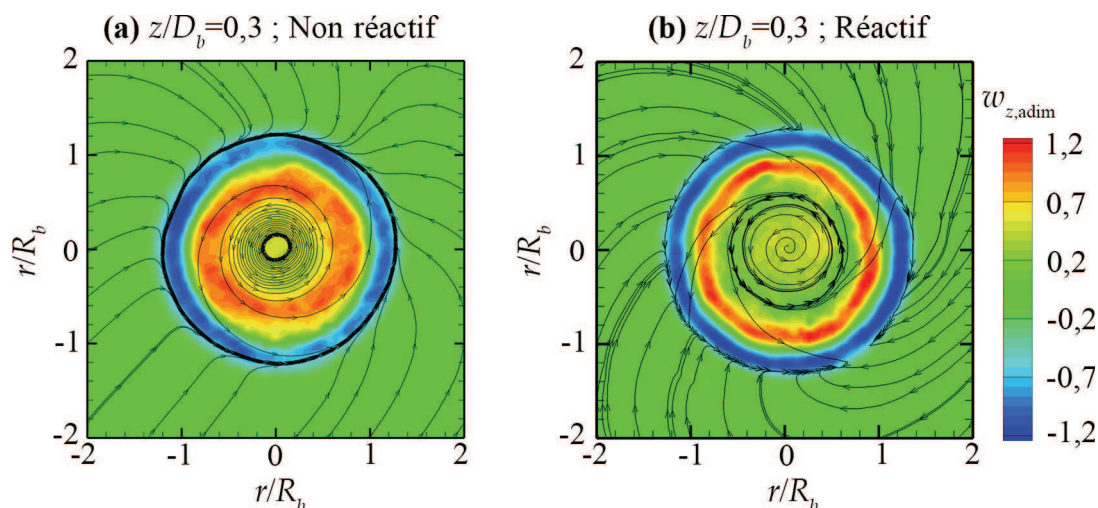 (a) z/D_b=0,3 ; Non réactif
(b) z/D_b=0,3 ; Réactif
2
1
0
-1
-2
r/R_b
-2 -1 0 1 2
r/R_b
2
1
0
-1
-2
r/R_b
-2 -1 0 1 2
r/R_b
w_z,adim
1,2
0,7
0,2
-0,2
-0,7
-1,2